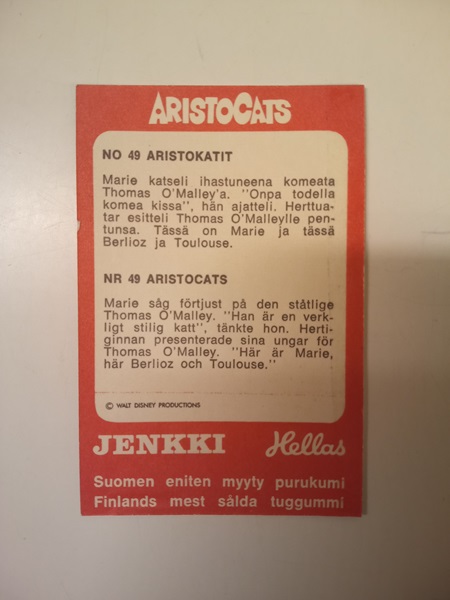 ARISTOCATS
NO 49 ARISTOKATIT
Marie katseli ihastuneena komeata
Thomas O'Malley'a. "Onpa todella
komea kissa", hän ajatteli. Herttua-
tar esitteli Thomas O'Malleylle pen-
tunsa. Tässä on Marie ja tässä
Berlioz ja Toulouse.
NR 49 ARISTOCATS
Marie såg förtjust på den ståtlige
Thomas O'Malley. "Han är en verk-
ligt stilig katt", tänkte hon. Herti-
ginnan presenterade sina ungar för
Thomas O'Malley. "Här är Marie,
här Berlioz och Toulouse."
© WALT DISNEY PRODUCTIONS
JENKKI Hellas
Suomen eniten myyty purukumi
Finlands mest sålda tuggummi